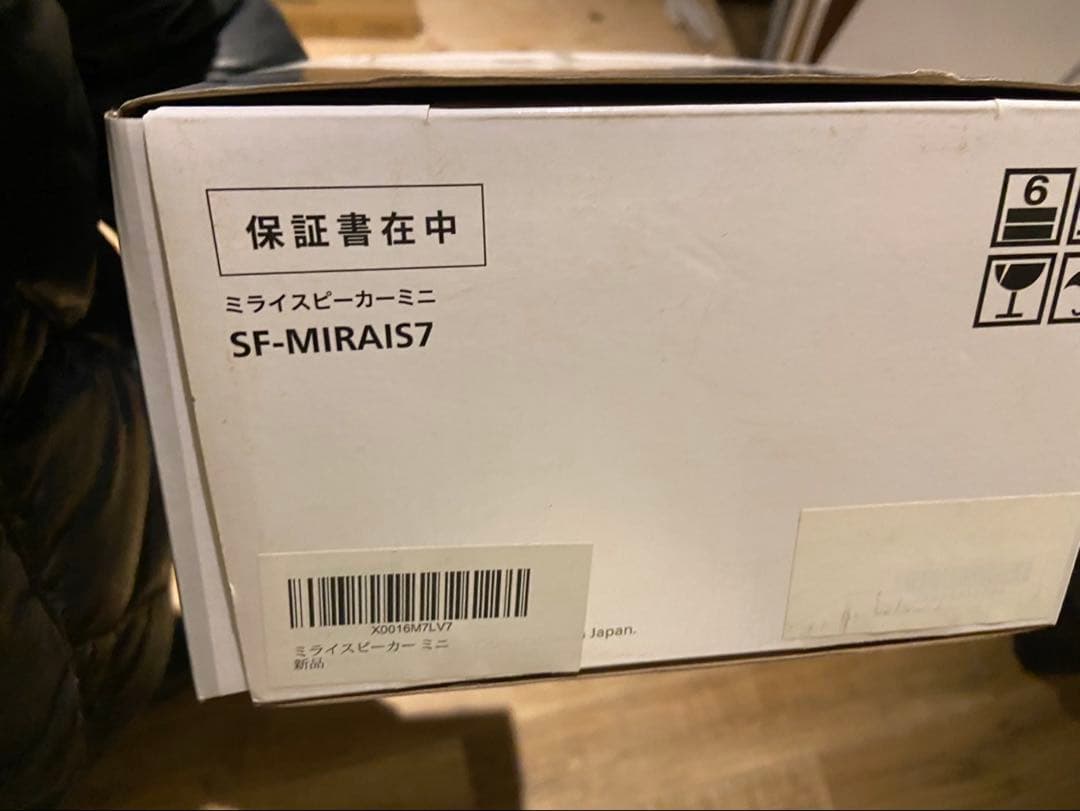 保証書在中
ミライスピーカーミニ
SF-MIRAIS7
6
X0016M7LV7
ミライスピーカー ミニ
新品
Japan.